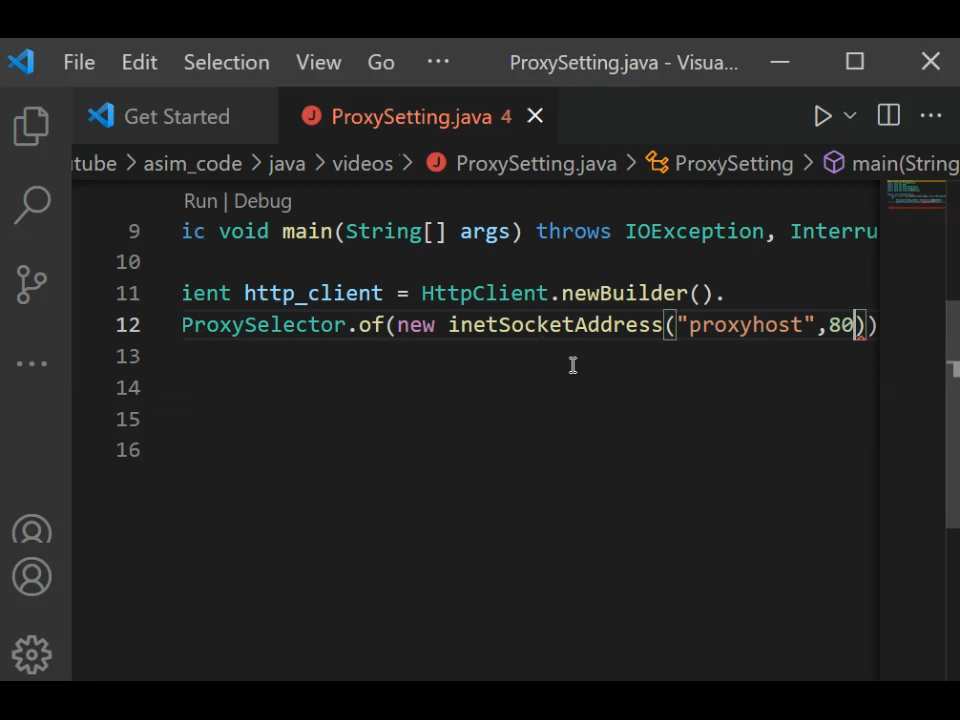 File Edit Selection View Go ··· ProxySetting.java - Visua...
Get Started ProxySetting.java 4
utube > asim_code > java > videos > ProxySetting.java > ProxySetting > main(String
Run | Debug
9 ic void main(String[] args) throws IOException, Interru
10
11 ient http_client = HttpClient.newBuilder().
12 ProxySelector.of(new inetSocketAddress("proxyhost",80))
13
14
15
16